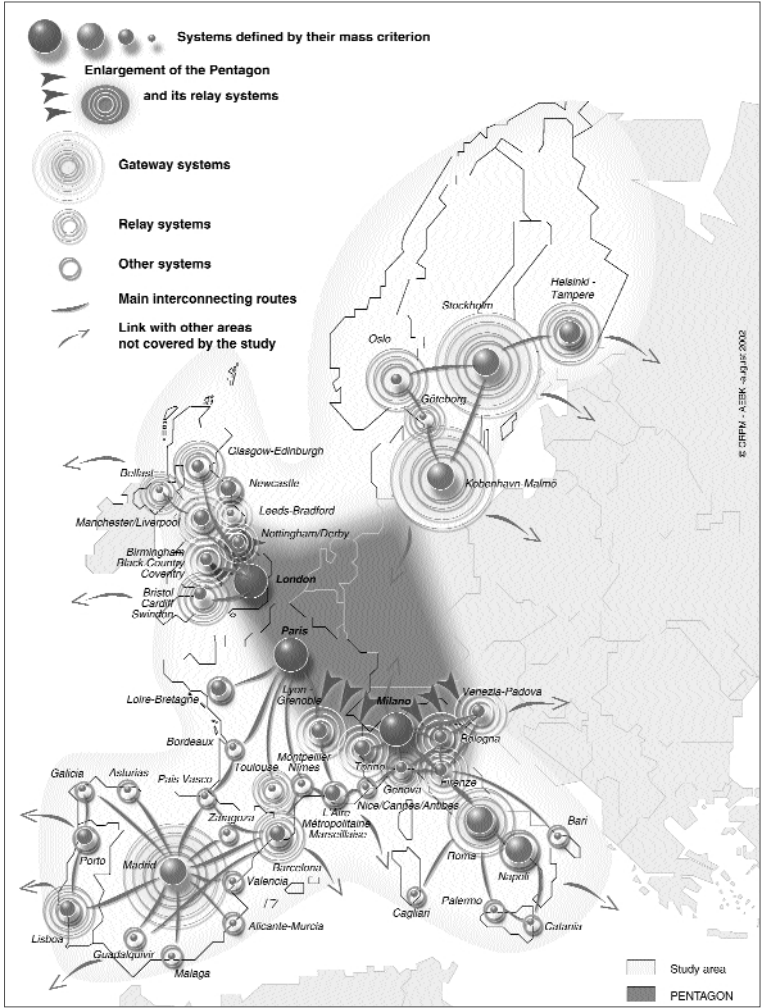 Systems defined by their mass criterion
Enlargement of the Pentagon
and its relay systems
Gateway systems
Relay systems
Other systems
Main interconnecting routes
Link with other areas
not covered by the study
Helsinki -
Tampere
Stockholm
Oslo
Göteborg
© CRPM - AEBK -august 2002
Glasgow-Edinburgh
Belfast
Newcastle
Kobenhavn-Malmö
Leeds-Bradford
Manchester/Liverpool
Nottingham/Derby
Birmingham
Black Country
Coventry
London
Bristol
Cardiff
Swindon
Paris
Loire-Bretagne
Lyon
Grenoble
Milano
Venezia-Padova
Bordeaux
Bologna
Montpellier
Nîmes
Torino
Toulouse
Galicia
Asturias
Pais Vasco
Genova
Firenze
Nice/Cannes/Antibes
Zaragoza
L'Aire
Métropolitaine
Marseillaise
Bari
Porto
Madrid
Barcelona
Roma
Napoli
Valencia
Cagliari
Palermo
Lisboa
Alicante-Murcia
Catania
Guadalquivir
Malaga
Study area
PENTAGON